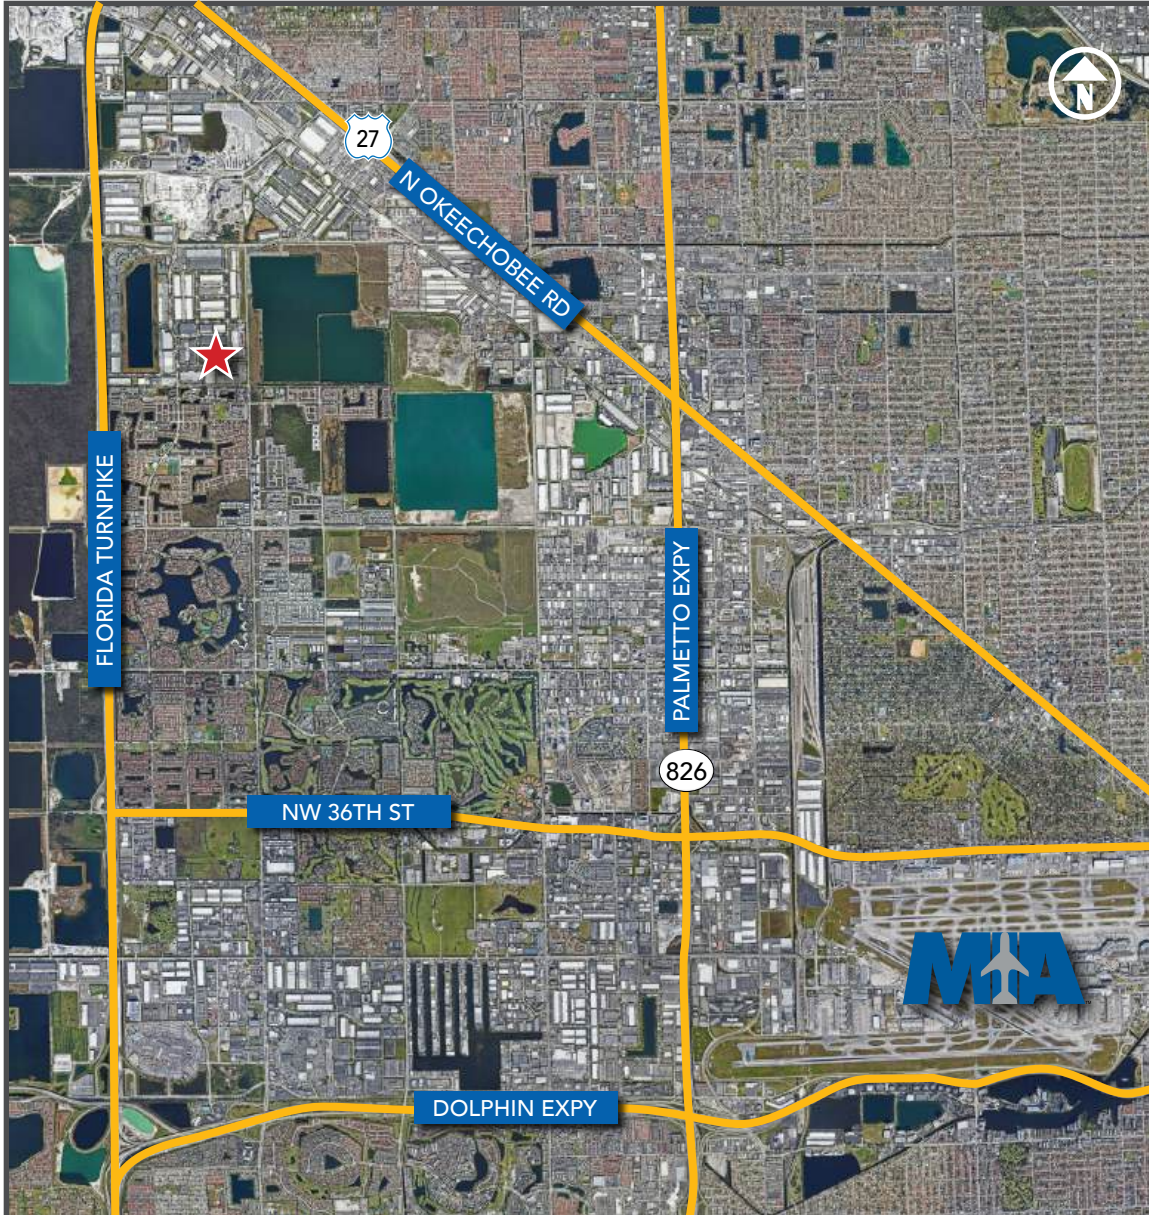 N
27
N OKEECHOBEE RD
FLORIDA TURNPIKE
PALMETTO EXPY
826
NW 36TH ST
MIA
DOLPHIN EXPY